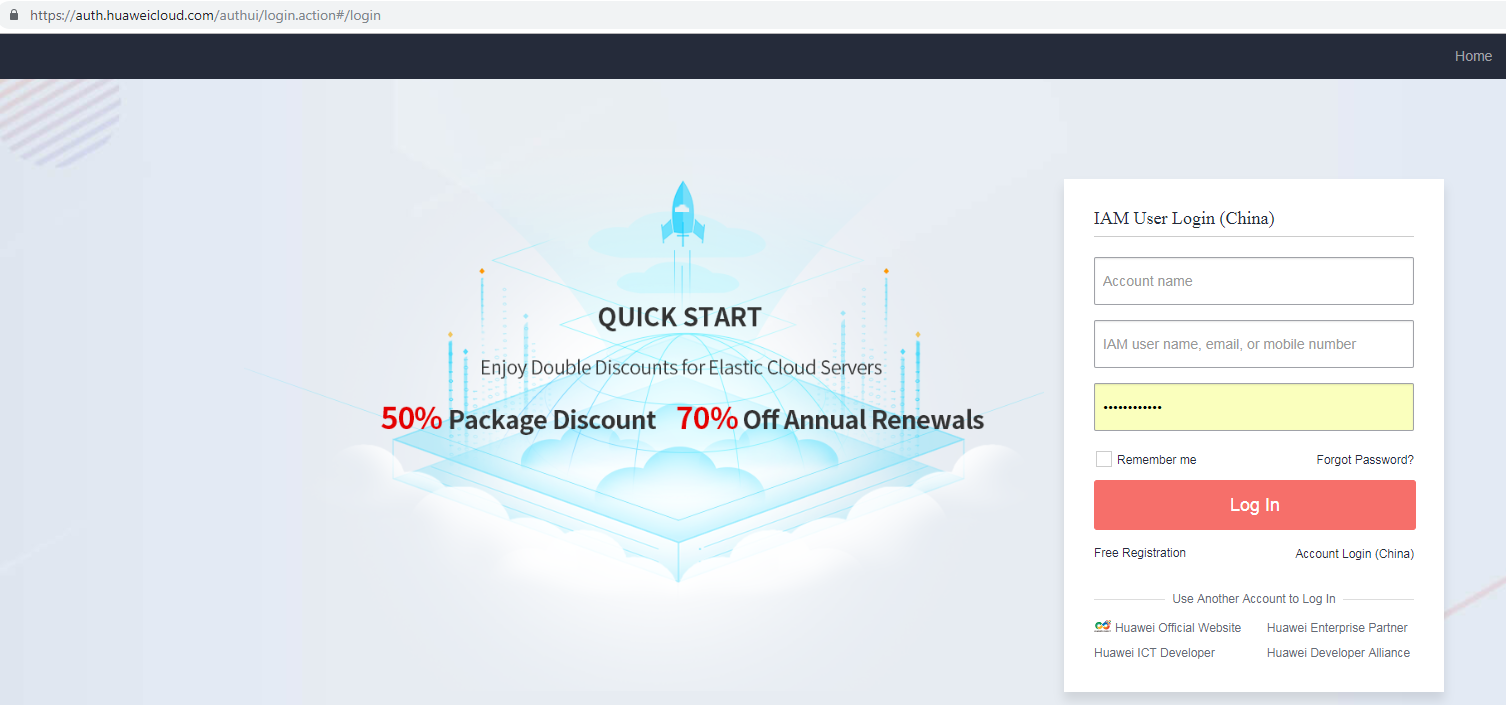 https://auth.huaweicloud.com/authui/login.action#/login
Home
QUICK START
Enjoy Double Discounts for Elastic Cloud Servers
50% Package Discount 70% Off Annual Renewals
IAM User Login (China)
Account name
IAM user name, email, or mobile number
••••••••••••
Remember me Forgot Password?
Log In
Free Registration Account Login (China)
Use Another Account to Log In
Huawei Official Website Huawei Enterprise Partner
Huawei ICT Developer Huawei Developer Alliance